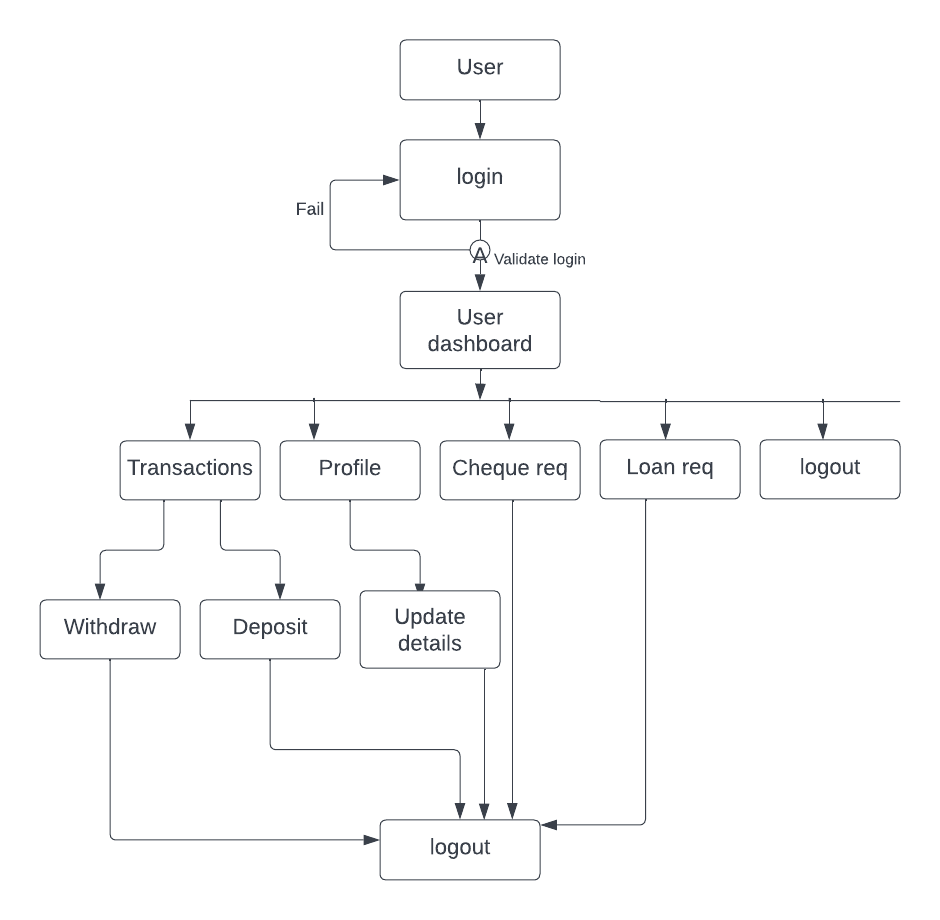 User
login
Fail
A
Validate login
User
dashboard
Transactions
Profile
Cheque req
Loan req
logout
Withdraw
Deposit
Update
details
logout